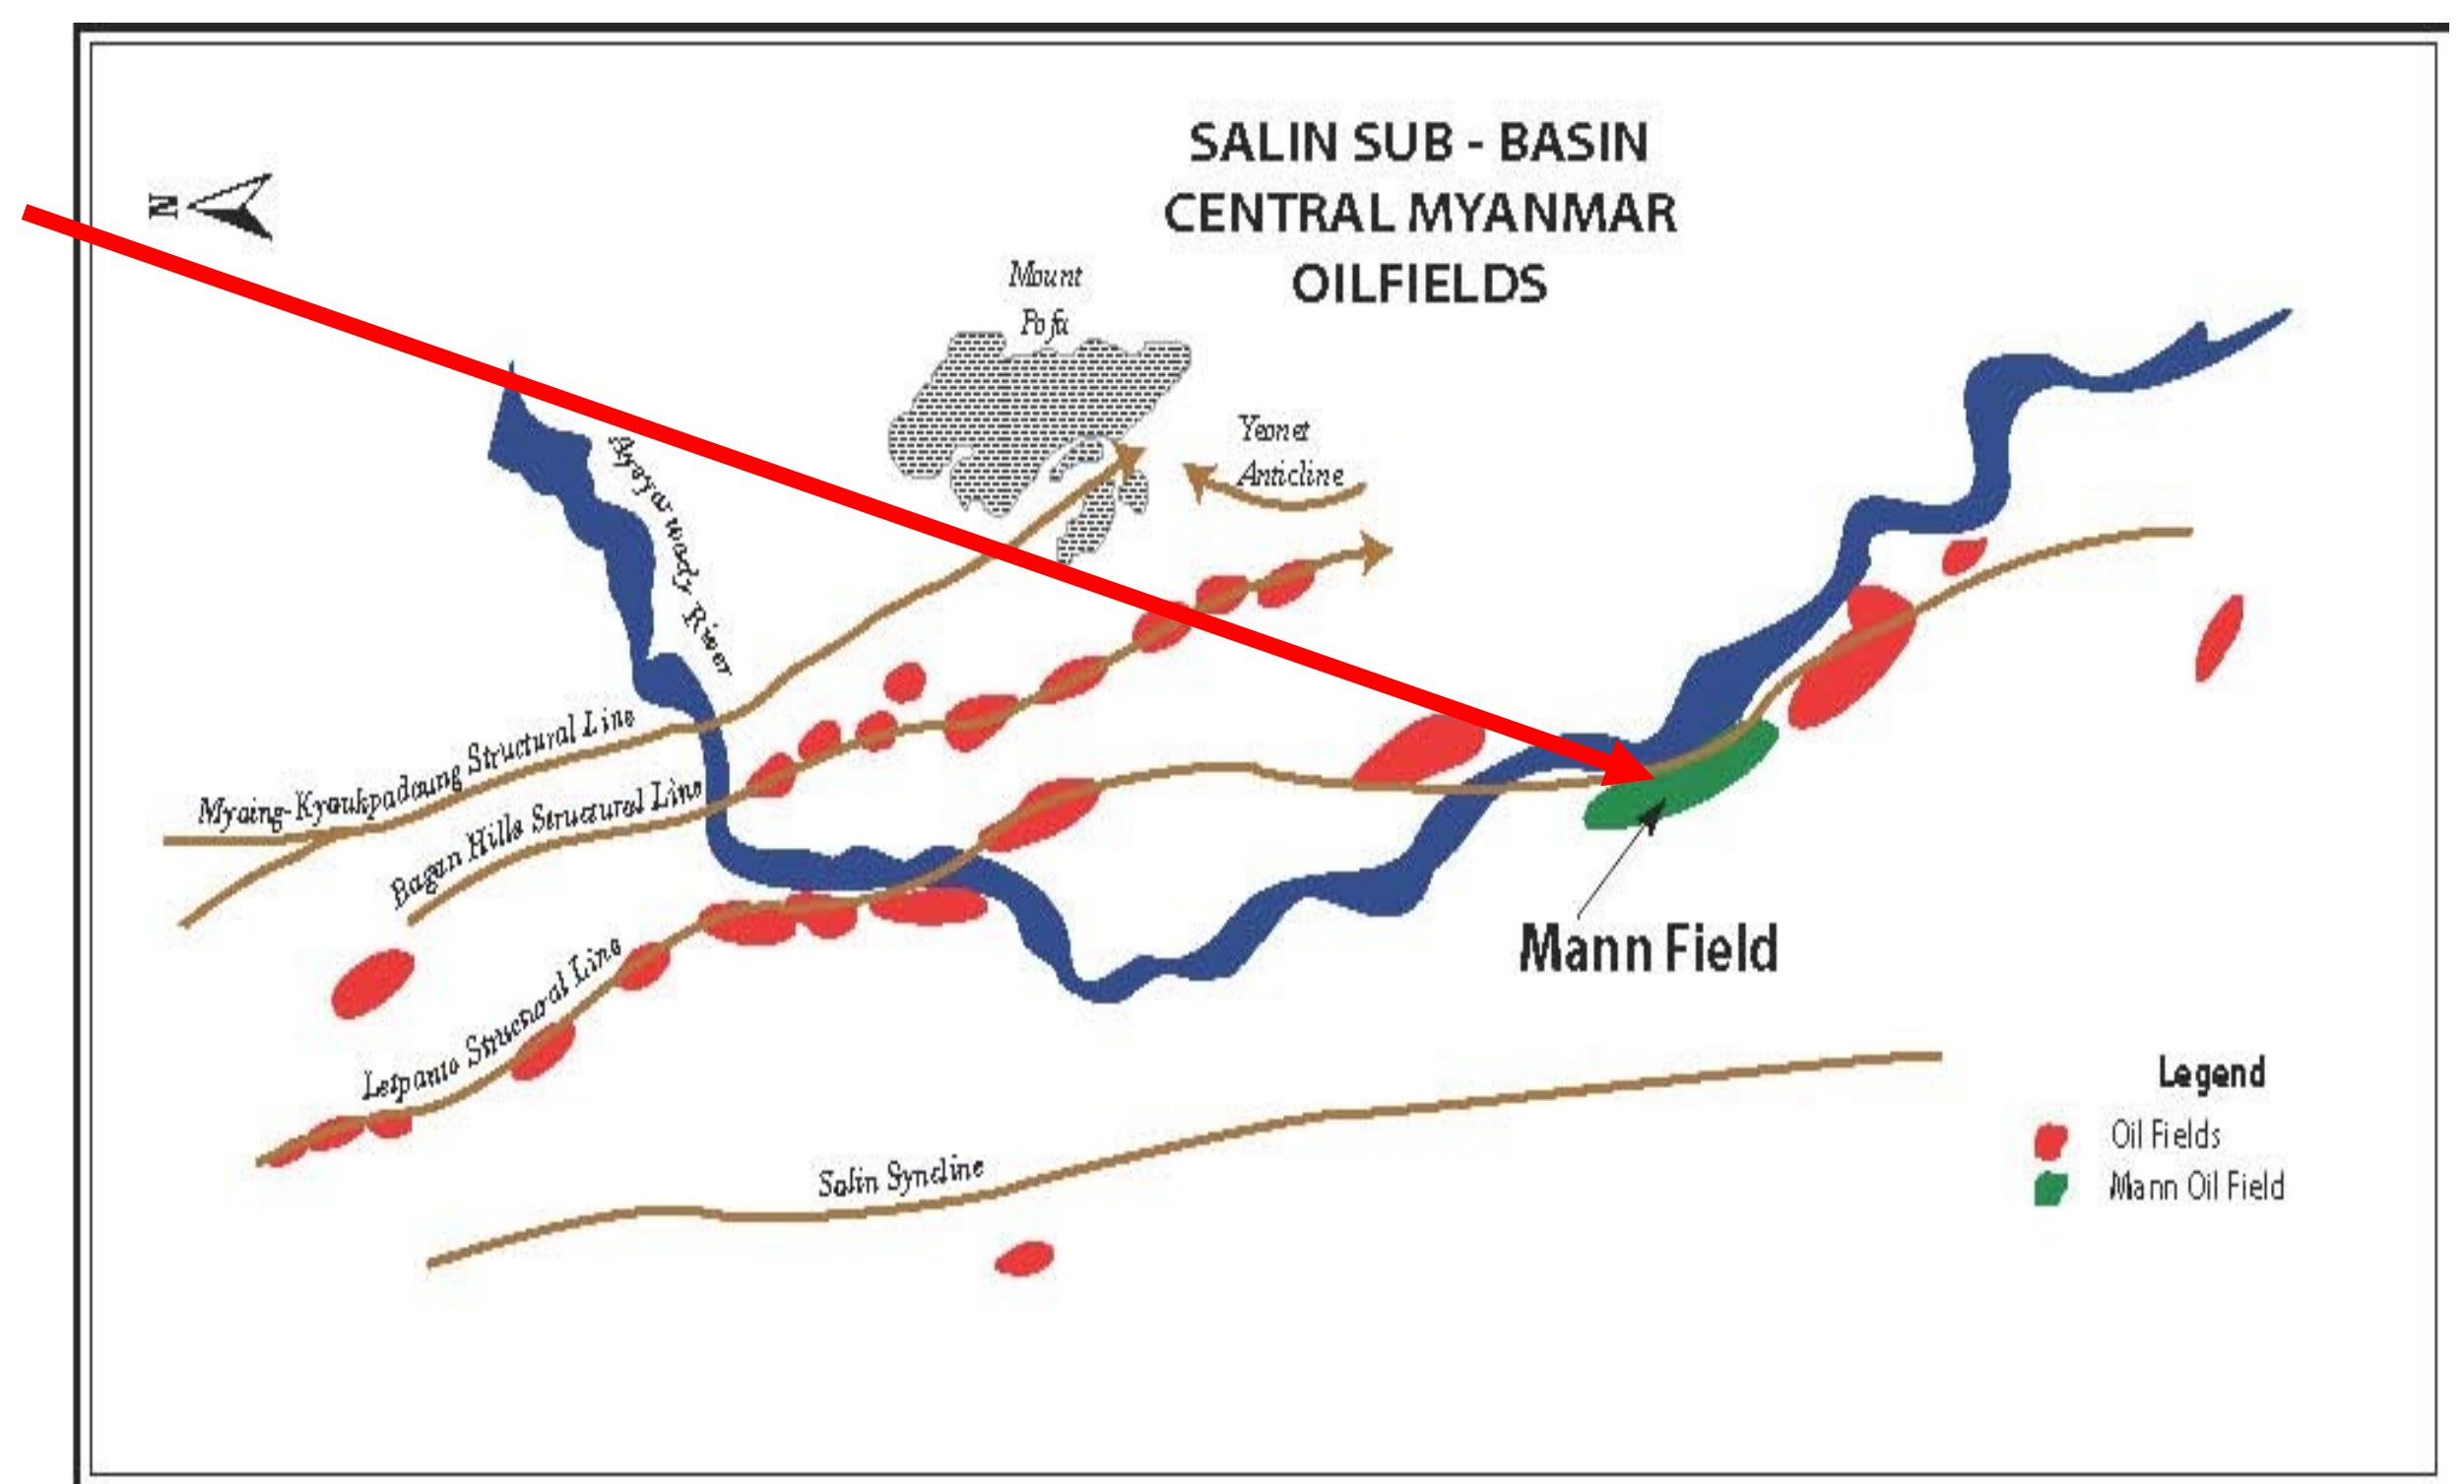 SALIN SUB - BASIN
CENTRAL MYANMAR
OILFIELDS
N
Mount
Popa
Yeonet
Anticline
Ayeyarwady River
Myaing-Kyaukpadaung Structural Line
Bagan Hills Structural Line
Letpanto Structural Line
Mann Field
Salin Syncline
Legend
Oil Fields
Mann Oil Field